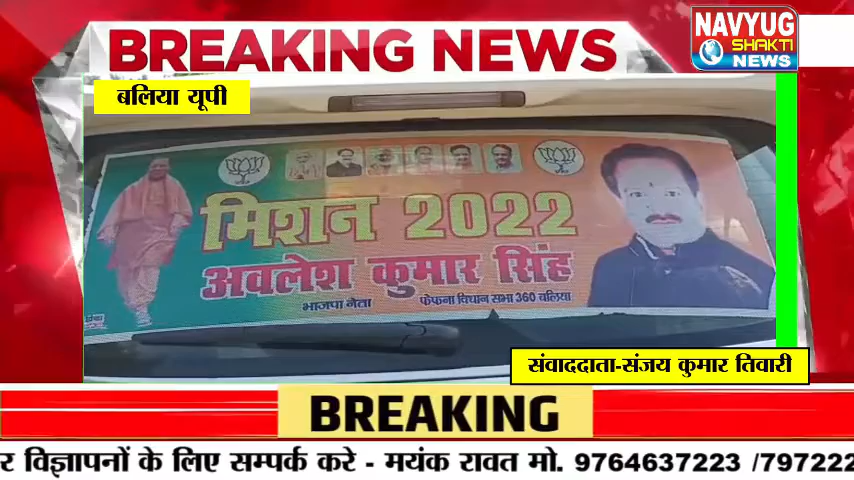 BREAKING NEWS
NAVYUG
SHAKTI
NEWS
बलिया यूपी
मिशन 2022
अवलेश कुमार सिंह
भाजपा नेता
फेफना विधान सभा 360 बलिया
संवाददाता-संजय कुमार तिवारी
BREAKING
र विज्ञापनों के लिए सम्पर्क करे - मयंक रावत मो. 9764637223 /797222